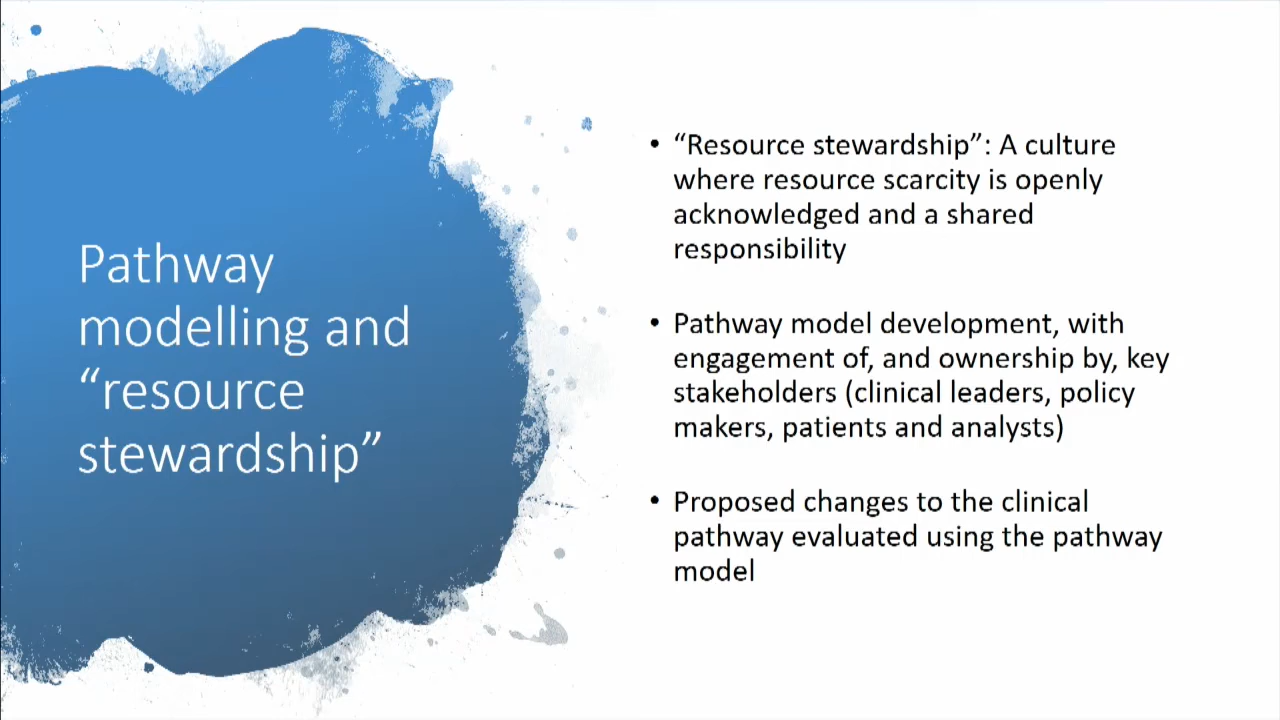 Pathway
modelling and
“resource
stewardship”
• “Resource stewardship”: A culture
where resource scarcity is openly
acknowledged and a shared
responsibility
• Pathway model development, with
engagement of, and ownership by, key
stakeholders (clinical leaders, policy
makers, patients and analysts)
• Proposed changes to the clinical
pathway evaluated using the pathway
model